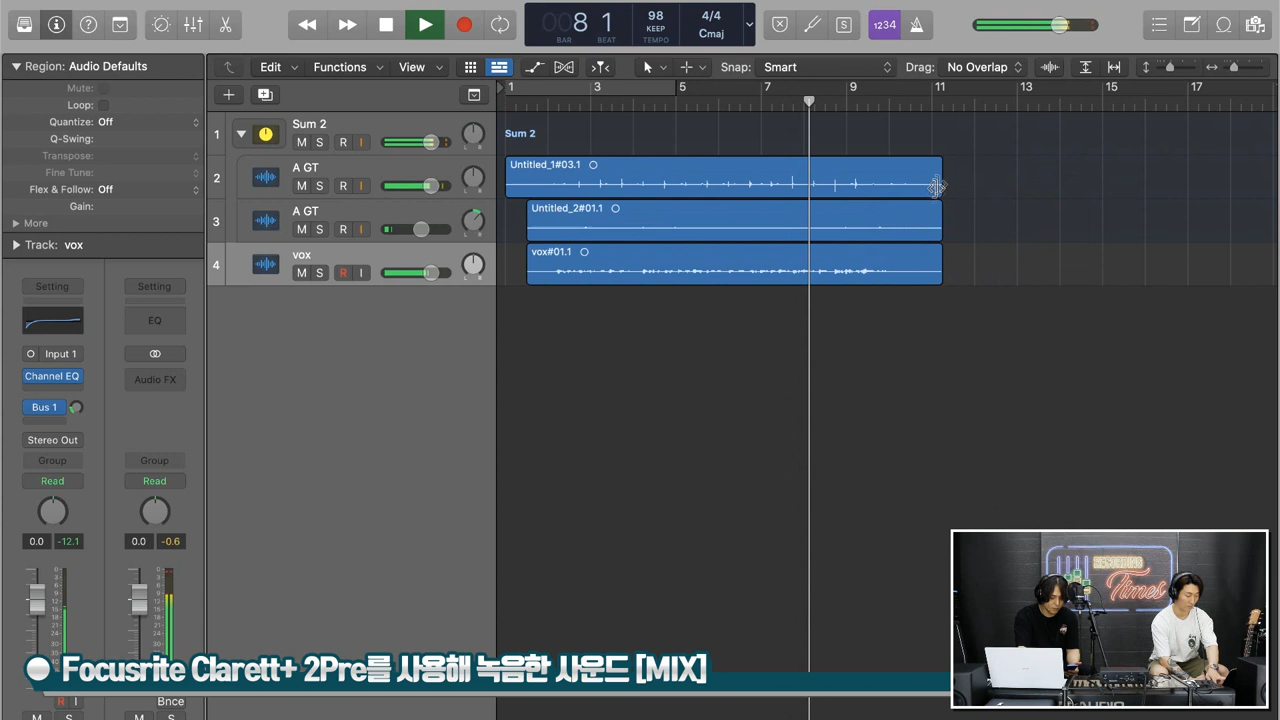 8 1
BAR BEAT
98
KEEP
TEMPO
4/4
Cmaj
S
1234
Region: Audio Defaults
Mute:
Loop:
Quantize: Off
Q-Swing:
Transpose:
Fine Tune:
Flex & Follow: Off
Gain:
More
Track: vox
Edit Functions View
Snap: Smart
Drag: No Overlap
1 3 5 7 9 11 13 15 17
1 Sum 2
M S R I
Sum 2
2 A GT
M S R I
Untitled_1#03.1
3 A GT
M S R I
Untitled_2#01.1
4 vox
M S R I
vox#01.1
Setting Setting
EQ
Input 1
Channel EQ Audio FX
Bus 1
Stereo Out
Group Group
Read Read
0.0 -12.1 0.0 -0.6
R I Bnce
M S M S
RECORDING
Times
Focusrite Clarett+ 2Pre를 사용해 녹음한 사운드 [MIX]